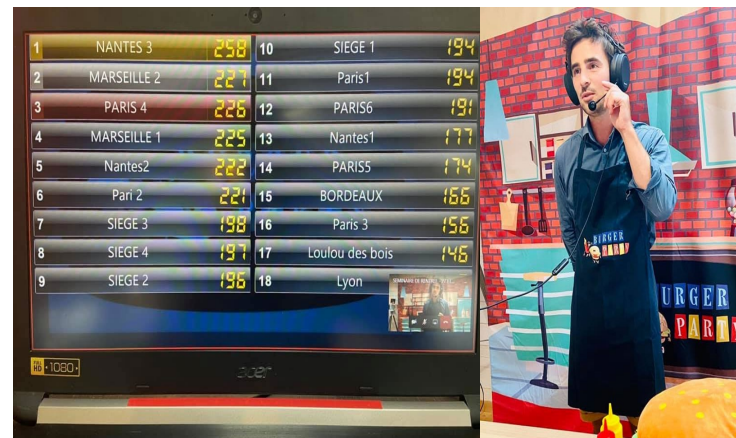 1 NANTES 3 258
2 MARSEILLE 2 227
3 PARIS 4 226
4 MARSEILLE 1 225
5 Nantes2 222
6 Pari 2 221
7 SIEGE 3 198
8 SIEGE 4 197
9 SIEGE 2 196
10 SIEGE 1 194
11 Paris1 194
12 PARIS6 191
13 Nantes1 177
14 PARIS5 174
15 BORDEAUX 166
16 Paris 3 156
17 Loulou des bois 146
18 Lyon
SEMINAIRE DE
FULL HD 1080
acer
BURGER
URGER
PARTY